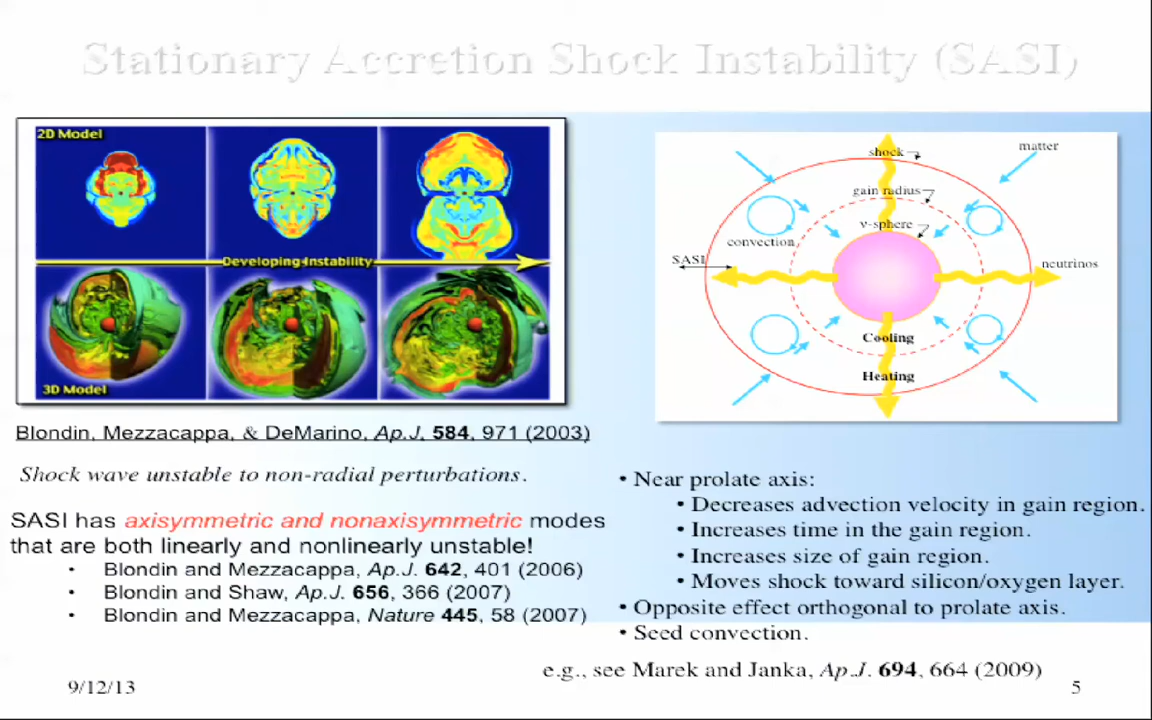 Stationary Accretion Shock Instability (SASI)
2D Model
Developing Instability
3D Model
shock
matter
gain radius
ν-sphere
convection
SASI
neutrinos
Cooling
Heating
Blondin, Mezzacappa, & DeMarino, Ap.J, 584, 971 (2003)
Shock wave unstable to non-radial perturbations.
SASI has axisymmetric and nonaxisymmetric modes
that are both linearly and nonlinearly unstable!
• Blondin and Mezzacappa, Ap.J. 642, 401 (2006)
• Blondin and Shaw, Ap.J. 656, 366 (2007)
• Blondin and Mezzacappa, Nature 445, 58 (2007)
• Near prolate axis:
• Decreases advection velocity in gain region.
• Increases time in the gain region.
• Increases size of gain region.
• Moves shock toward silicon/oxygen layer.
• Opposite effect orthogonal to prolate axis.
• Seed convection.
e.g., see Marek and Janka, Ap.J. 694, 664 (2009)
9/12/13
5